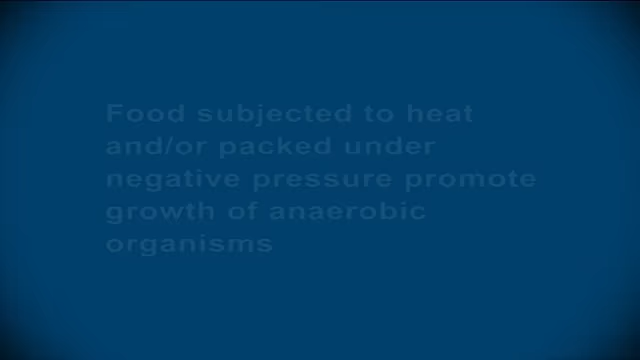 Food subjected to heat
and/or packed under
negative pressure promote
growth of anaerobic
organisms